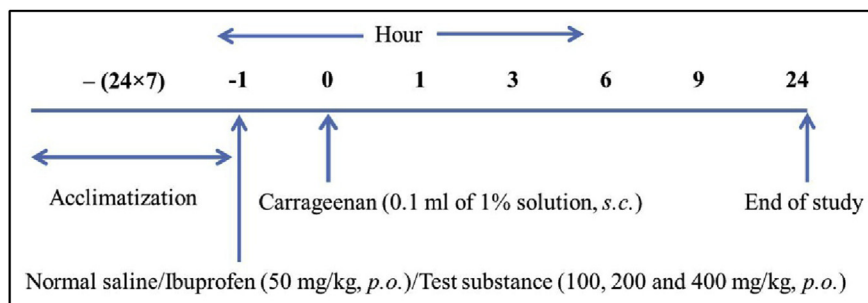 Hour
– (24×7) -1 0 1 3 6 9 24
Acclimatization Carrageenan (0.1 ml of 1% solution, s.c.) End of study
Normal saline/Ibuprofen (50 mg/kg, p.o.)/Test substance (100, 200 and 400 mg/kg, p.o.)